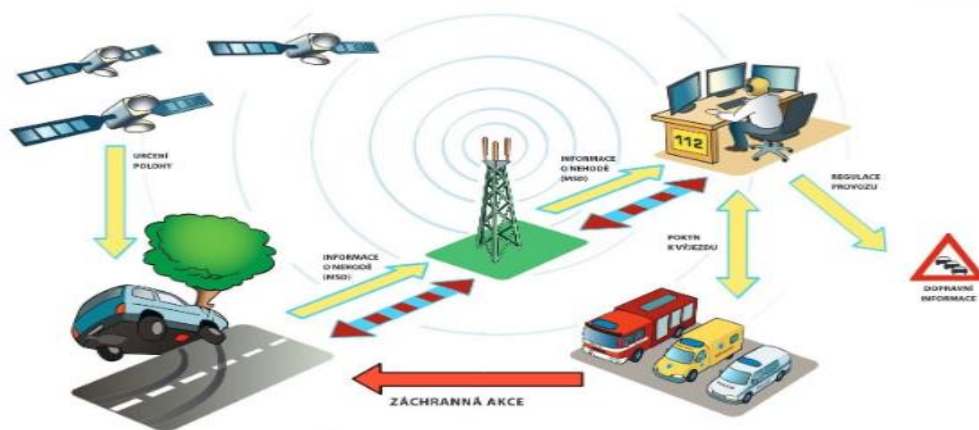 URČENÍ
POLOHY
INFORMACE
O NEHODĚ
(MSD)
INFORMACE
O NEHODĚ
(MSD)
112
REGULACE
PROVOZU
POKYN
K VÝJEZDU
DOPRAVNÍ
INFORMACE
ZÁCHRANNÁ AKCE